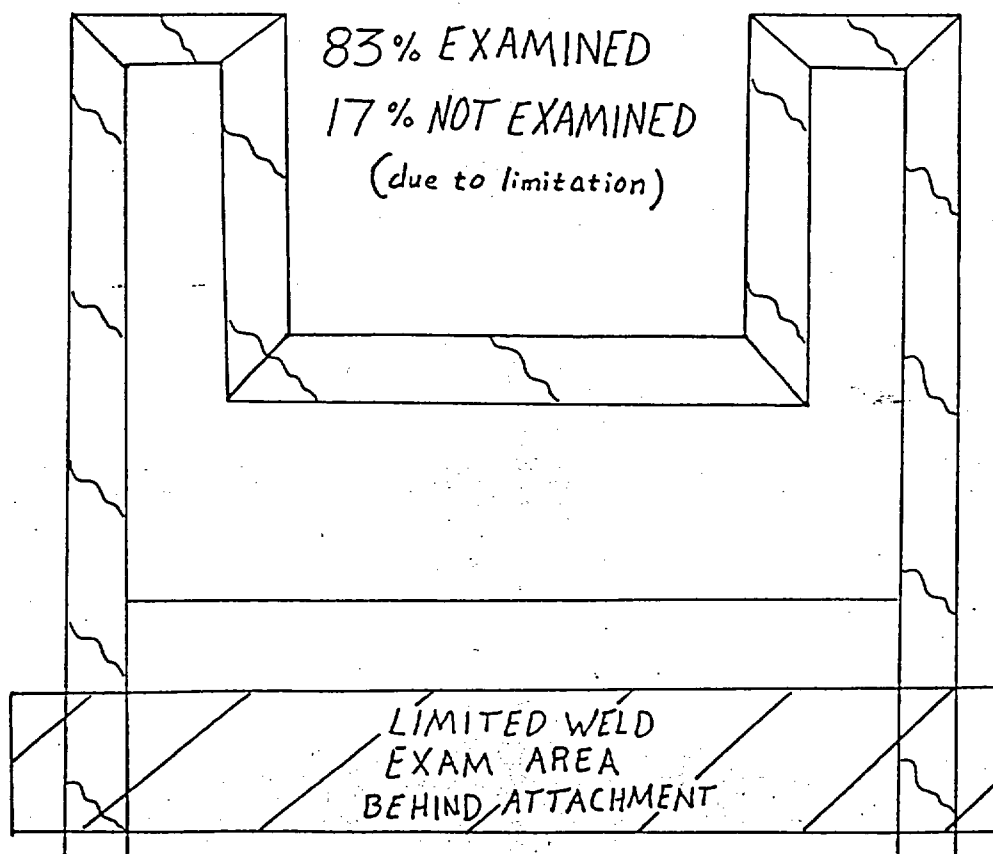 83% EXAMINED
17% NOT EXAMINED
(due to limitation)
LIMITED WELD
EXAM AREA
BEHIND ATTACHMENT